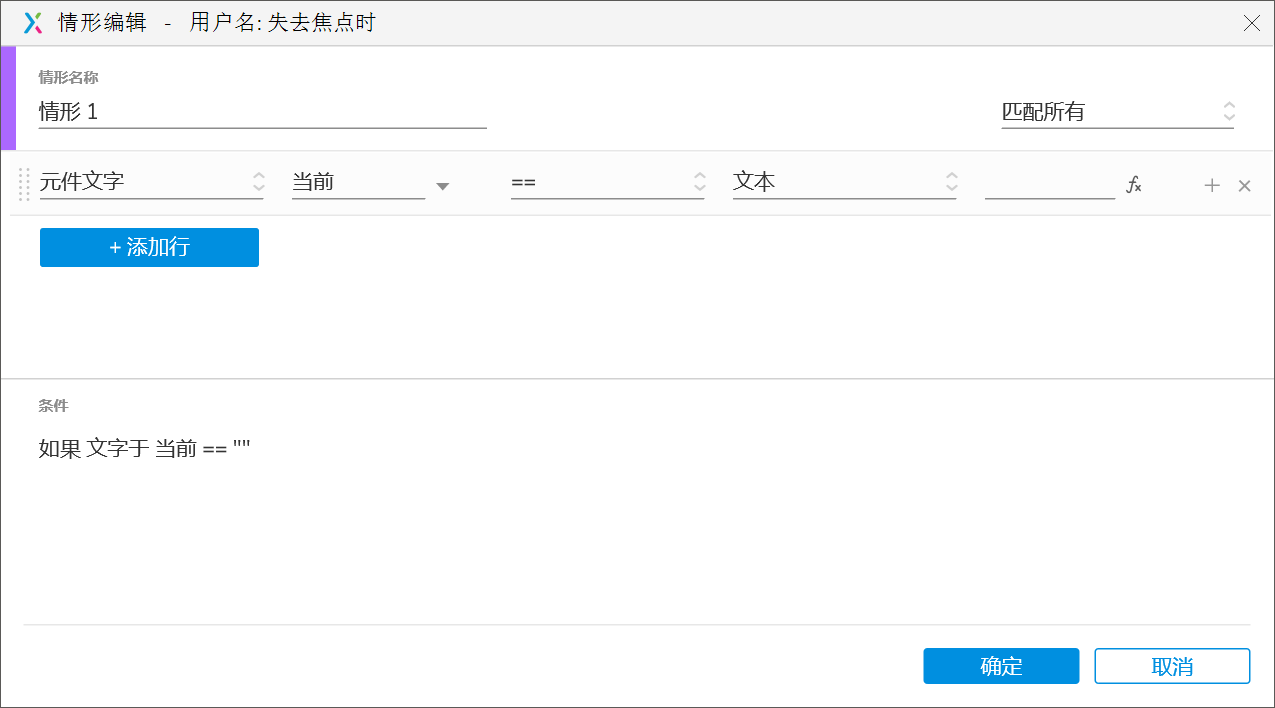 情形编辑 - 用户名: 失去焦点时
情形名称
情形 1 匹配所有
元件文字 当前 == 文本 fx
+ 添加行
条件
如果 文字于 当前 == ""
确定 取消